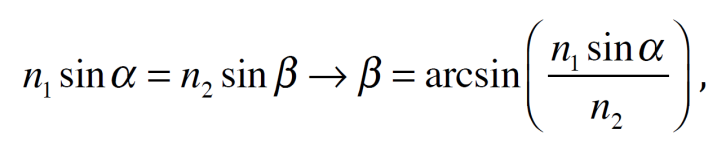 n₁ sin α = n₂ sin β → β = arcsin( n₁ sin α / n₂ ),